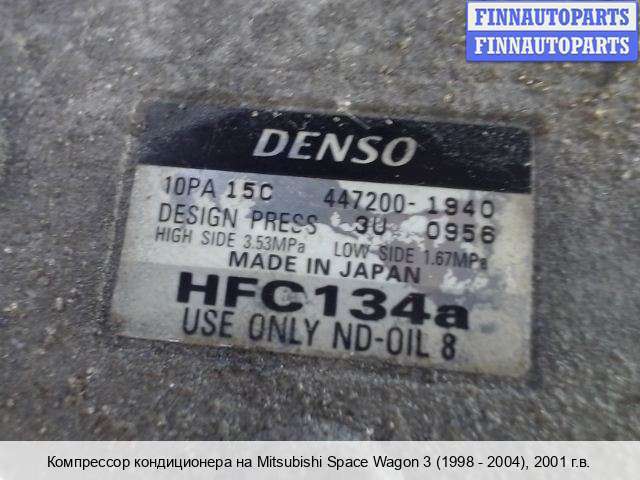 FINNAUTOPARTS
FINNAUTOPARTS
DENSO
10PA 15C 447200-1940
DESIGN PRESS 3U 0956
HIGH SIDE 3.53MPa LOW SIDE 1.67MPa
MADE IN JAPAN
HFC134a
USE ONLY ND-OIL 8
Компрессор кондиционера на Mitsubishi Space Wagon 3 (1998 - 2004), 2001 г.в.